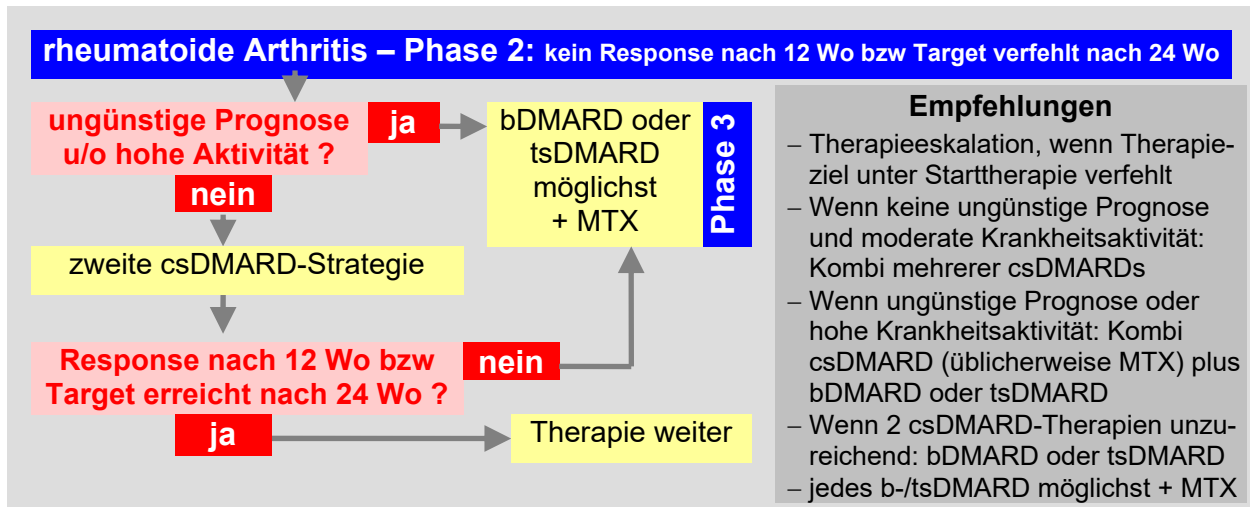 rheumatoide Arthritis – Phase 2: kein Response nach 12 Wo bzw Target verfehlt nach 24 Wo
ungünstige Prognose
u/o hohe Aktivität ?
ja
nein
bDMARD oder
tsDMARD
möglichst
+ MTX
Phase 3
zweite csDMARD-Strategie
Response nach 12 Wo bzw
Target erreicht nach 24 Wo ?
nein
ja
Therapie weiter
Empfehlungen
– Therapieeskalation, wenn Therapie-
ziel unter Starttherapie verfehlt
– Wenn keine ungünstige Prognose
und moderate Krankheitsaktivität:
Kombi mehrerer csDMARDs
– Wenn ungünstige Prognose oder
hohe Krankheitsaktivität: Kombi
csDMARD (üblicherweise MTX) plus
bDMARD oder tsDMARD
– Wenn 2 csDMARD-Therapien unzu-
reichend: bDMARD oder tsDMARD
– jedes b-/tsDMARD möglichst + MTX